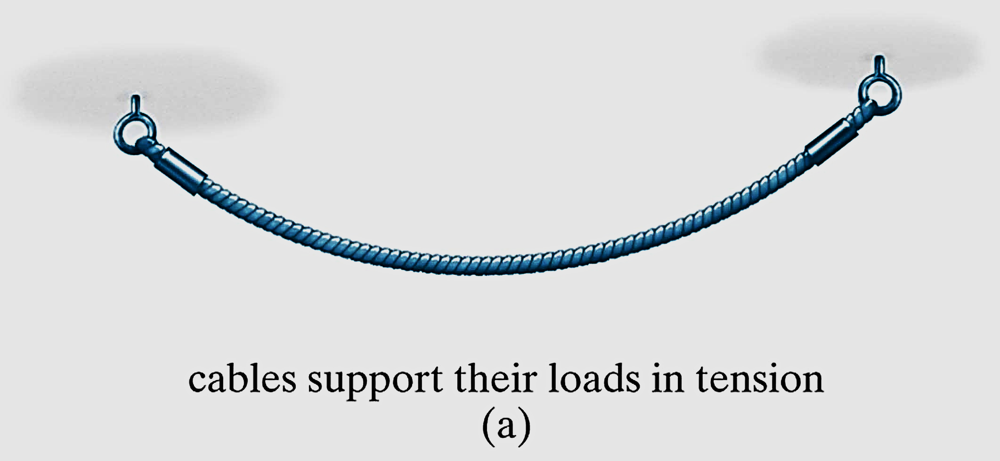 cables support their loads in tension
(a)